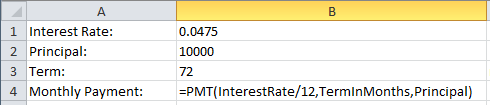 A B
1 Interest Rate: 0.0475
2 Principal: 10000
3 Term: 72
4 Monthly Payment: =PMT(InterestRate/12,TermInMonths,Principal)